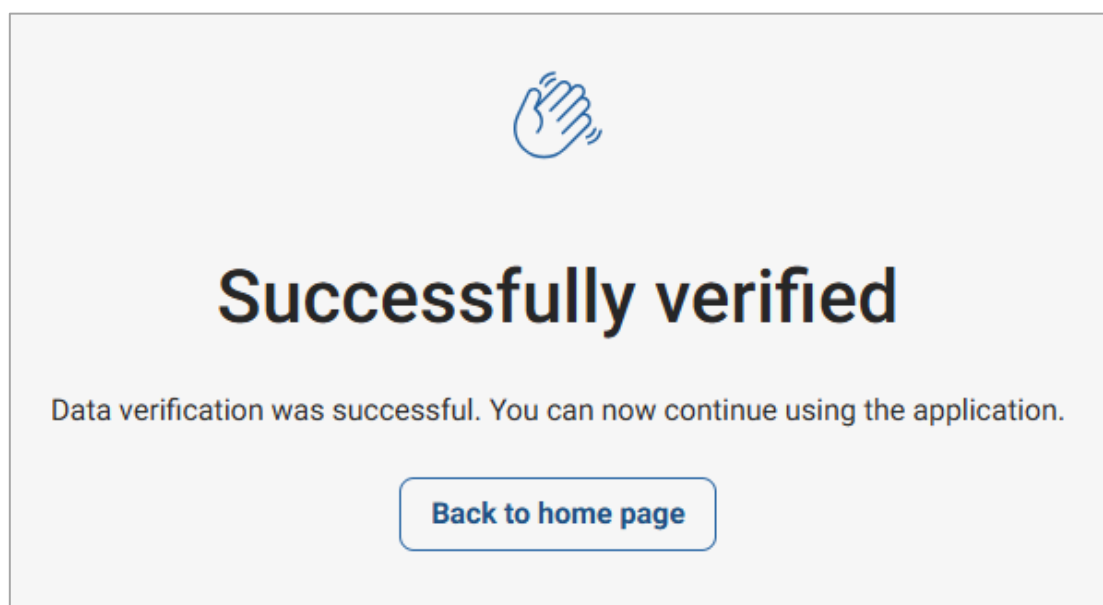 Successfully verified
Data verification was successful. You can now continue using the application.
Back to home page